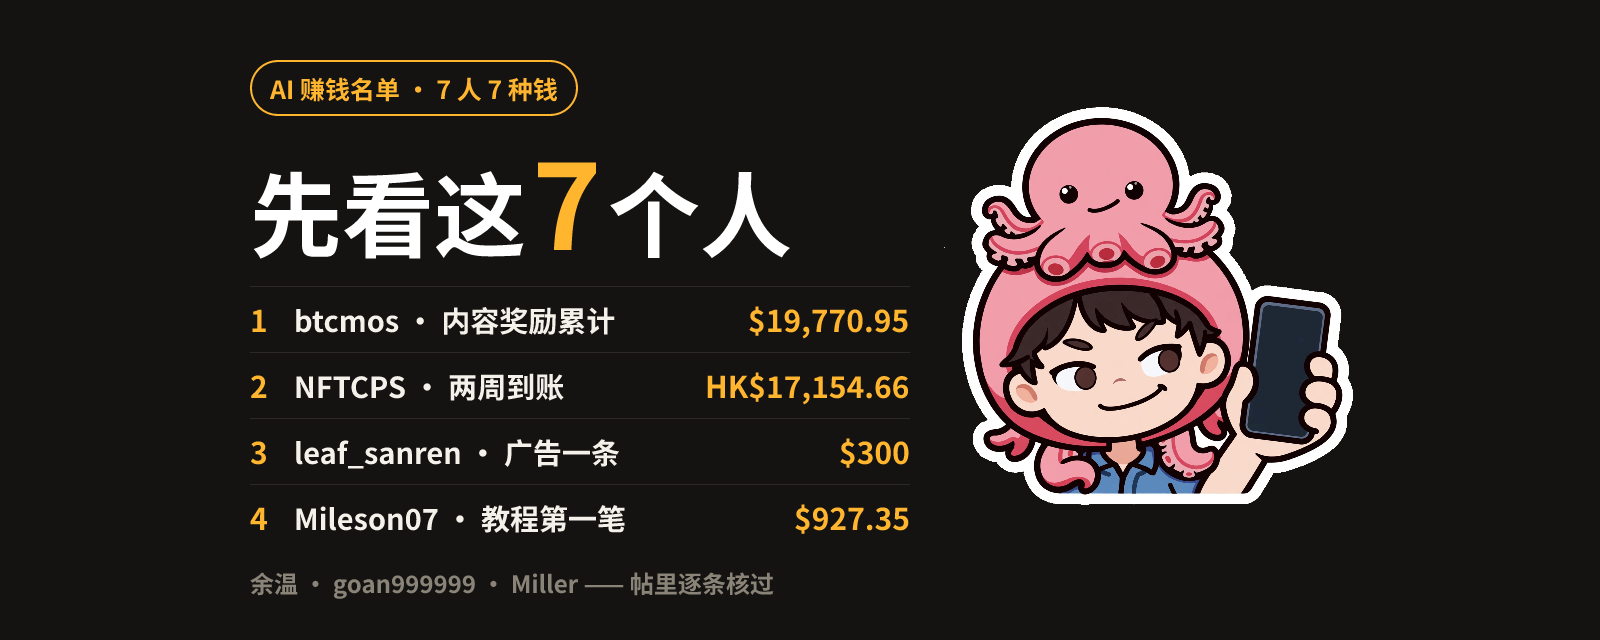 AI 赚钱名单 · 7 人 7 种钱
先看这7个人
1 btcmos · 内容奖励累计 $19,770.95
2 NFTCPS · 两周到账 HK$17,154.66
3 leaf_sanren · 广告一条 $300
4 Mileson07 · 教程第一笔 $927.35
余温 · goan999999 · Miller —— 帖里逐条核过